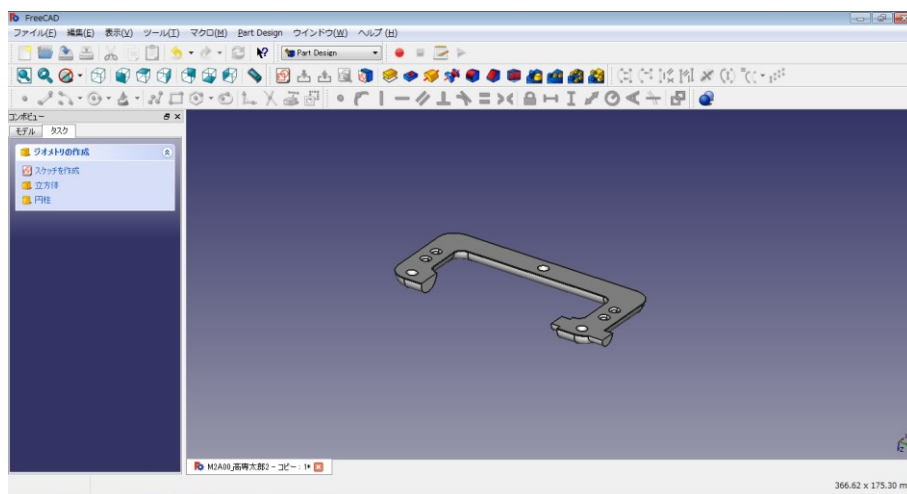 FreeCAD
ファイル(F) 編集(E) 表示(V) ツール(T) マクロ(M) Part Design ウインドウ(W) ヘルプ(H)
Part Design
コンボビュー
モデル タスク
ジオメトリの作成
スケッチを作成
立方体
円柱
M2A00_高専太郎2 - コピー : 1*
366.62 x 175.30 m